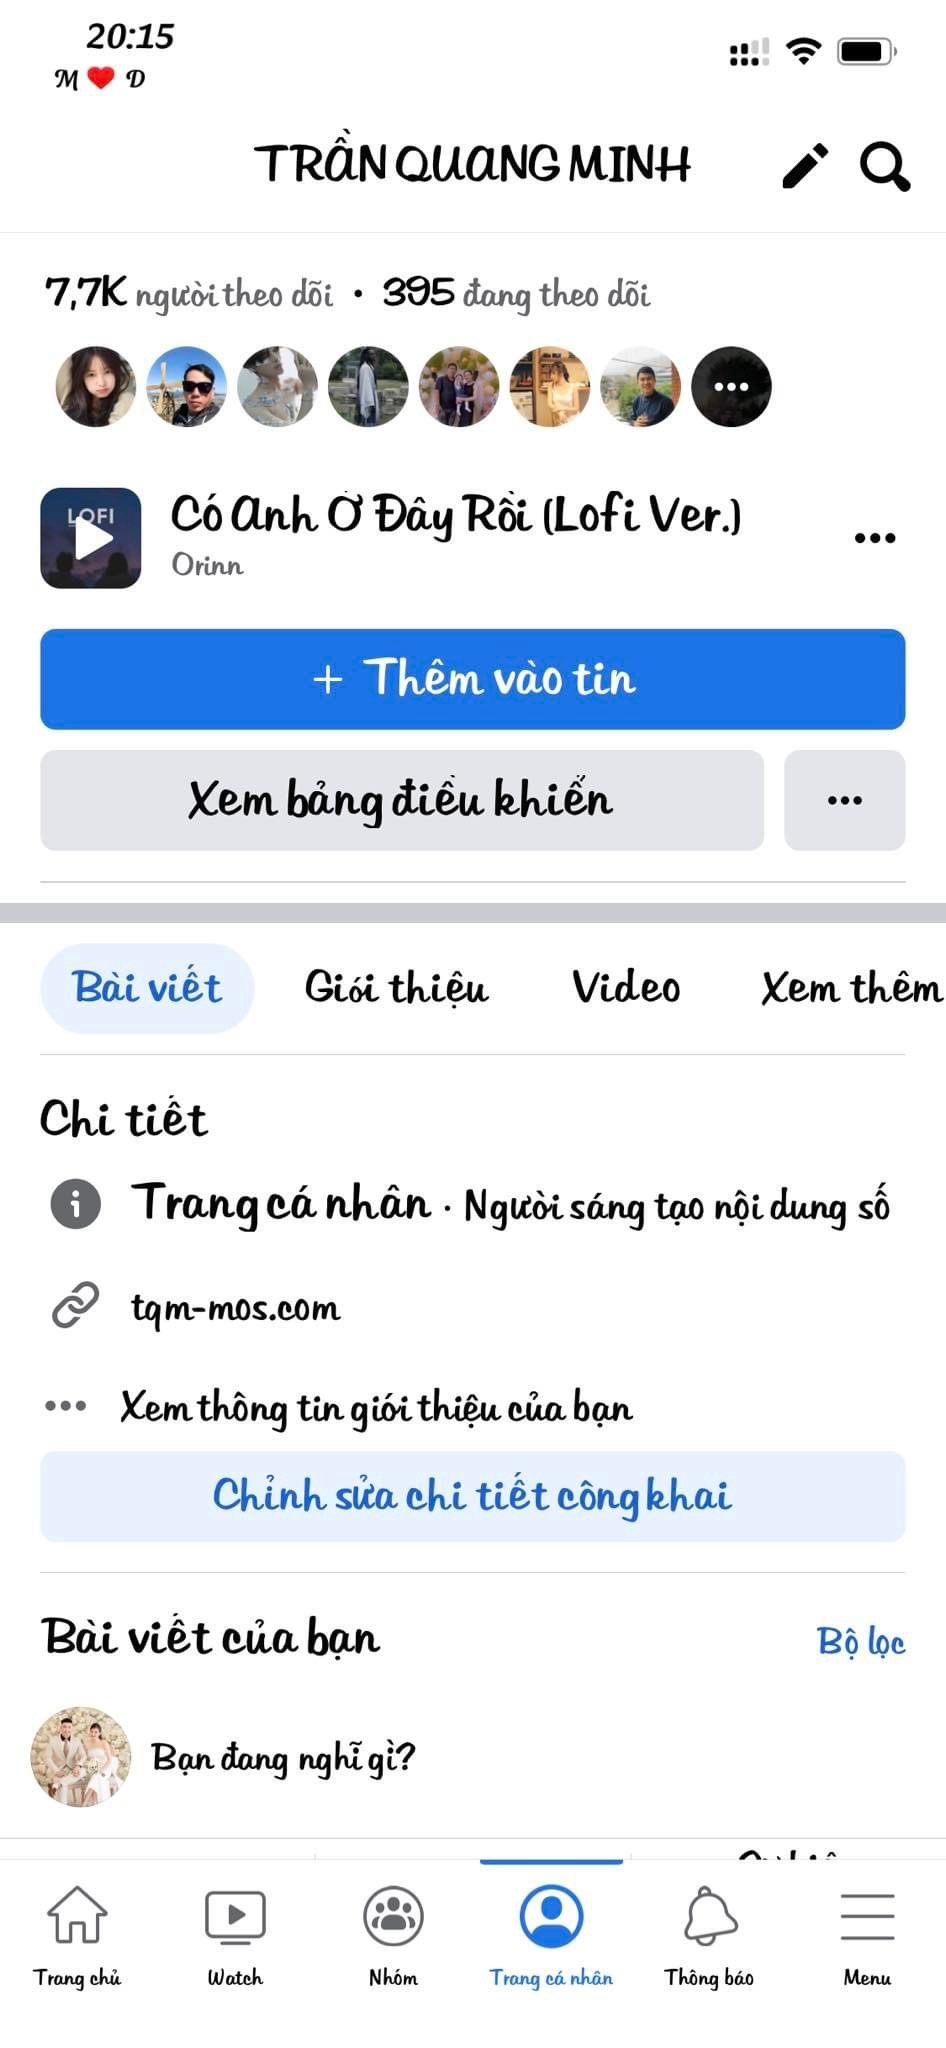 20:15
M ❤️ D
TRẦN QUANG MINH
7,7K người theo dõi • 395 đang theo dõi
LOFI
Có Anh Ở Đây Rồi (Lofi Ver.)
Orinn
+ Thêm vào tin
Xem bảng điều khiển
Bài viết Giới thiệu Video Xem thêm
Chi tiết
Trang cá nhân · Người sáng tạo nội dung số
tqm-mos.com
Xem thông tin giới thiệu của bạn
Chỉnh sửa chi tiết công khai
Bài viết của bạn Bộ lọc
Bạn đang nghĩ gì?
Trang chủ Watch Nhóm Trang cá nhân Thông báo Menu